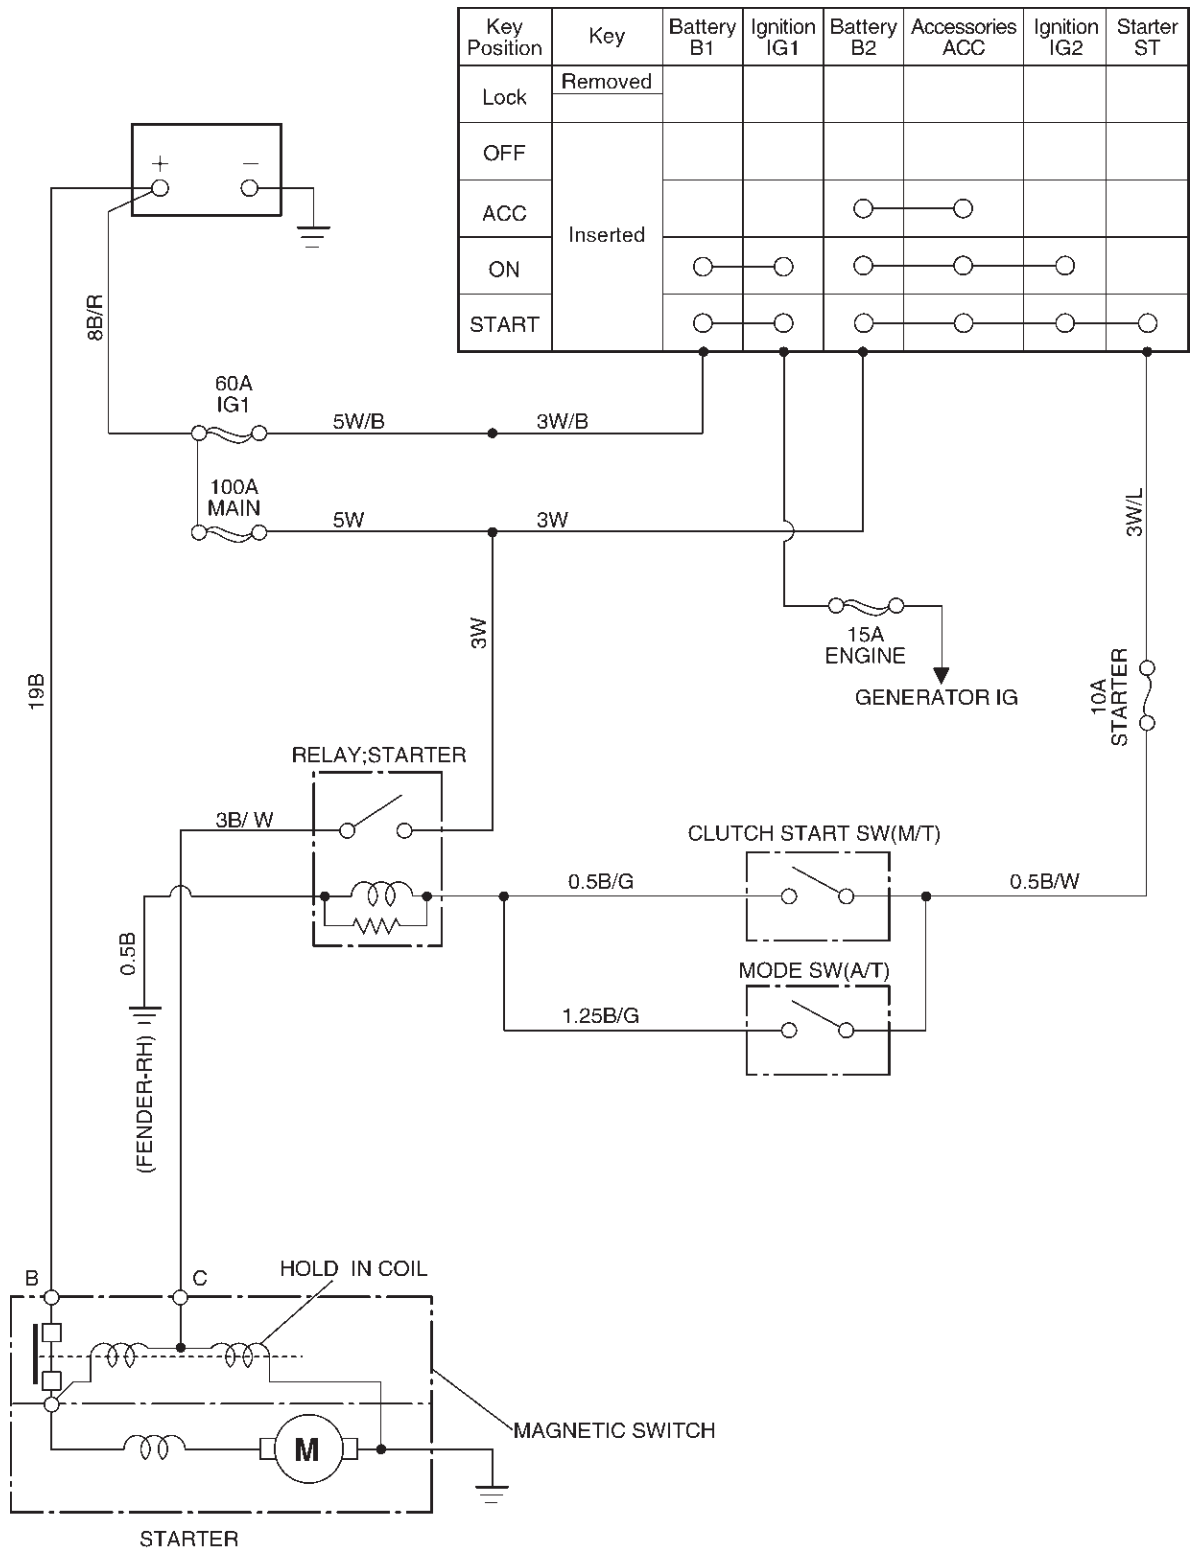 Key Position
Key
Battery B1
Ignition IG1
Battery B2
Accessories ACC
Ignition IG2
Starter ST
Lock
Removed
OFF
ACC
Inserted
ON
START
+
−
8B/R
60A
IG1
5W/B
3W/B
100A
MAIN
5W
3W
3W/L
3W
15A
ENGINE
GENERATOR IG
10A
STARTER
19B
RELAY;STARTER
3B/ W
CLUTCH START SW(M/T)
0.5B/G
0.5B/W
0.5B
MODE SW(A/T)
1.25B/G
(FENDER-RH)
B
C
HOLD IN COIL
MAGNETIC SWITCH
M
STARTER